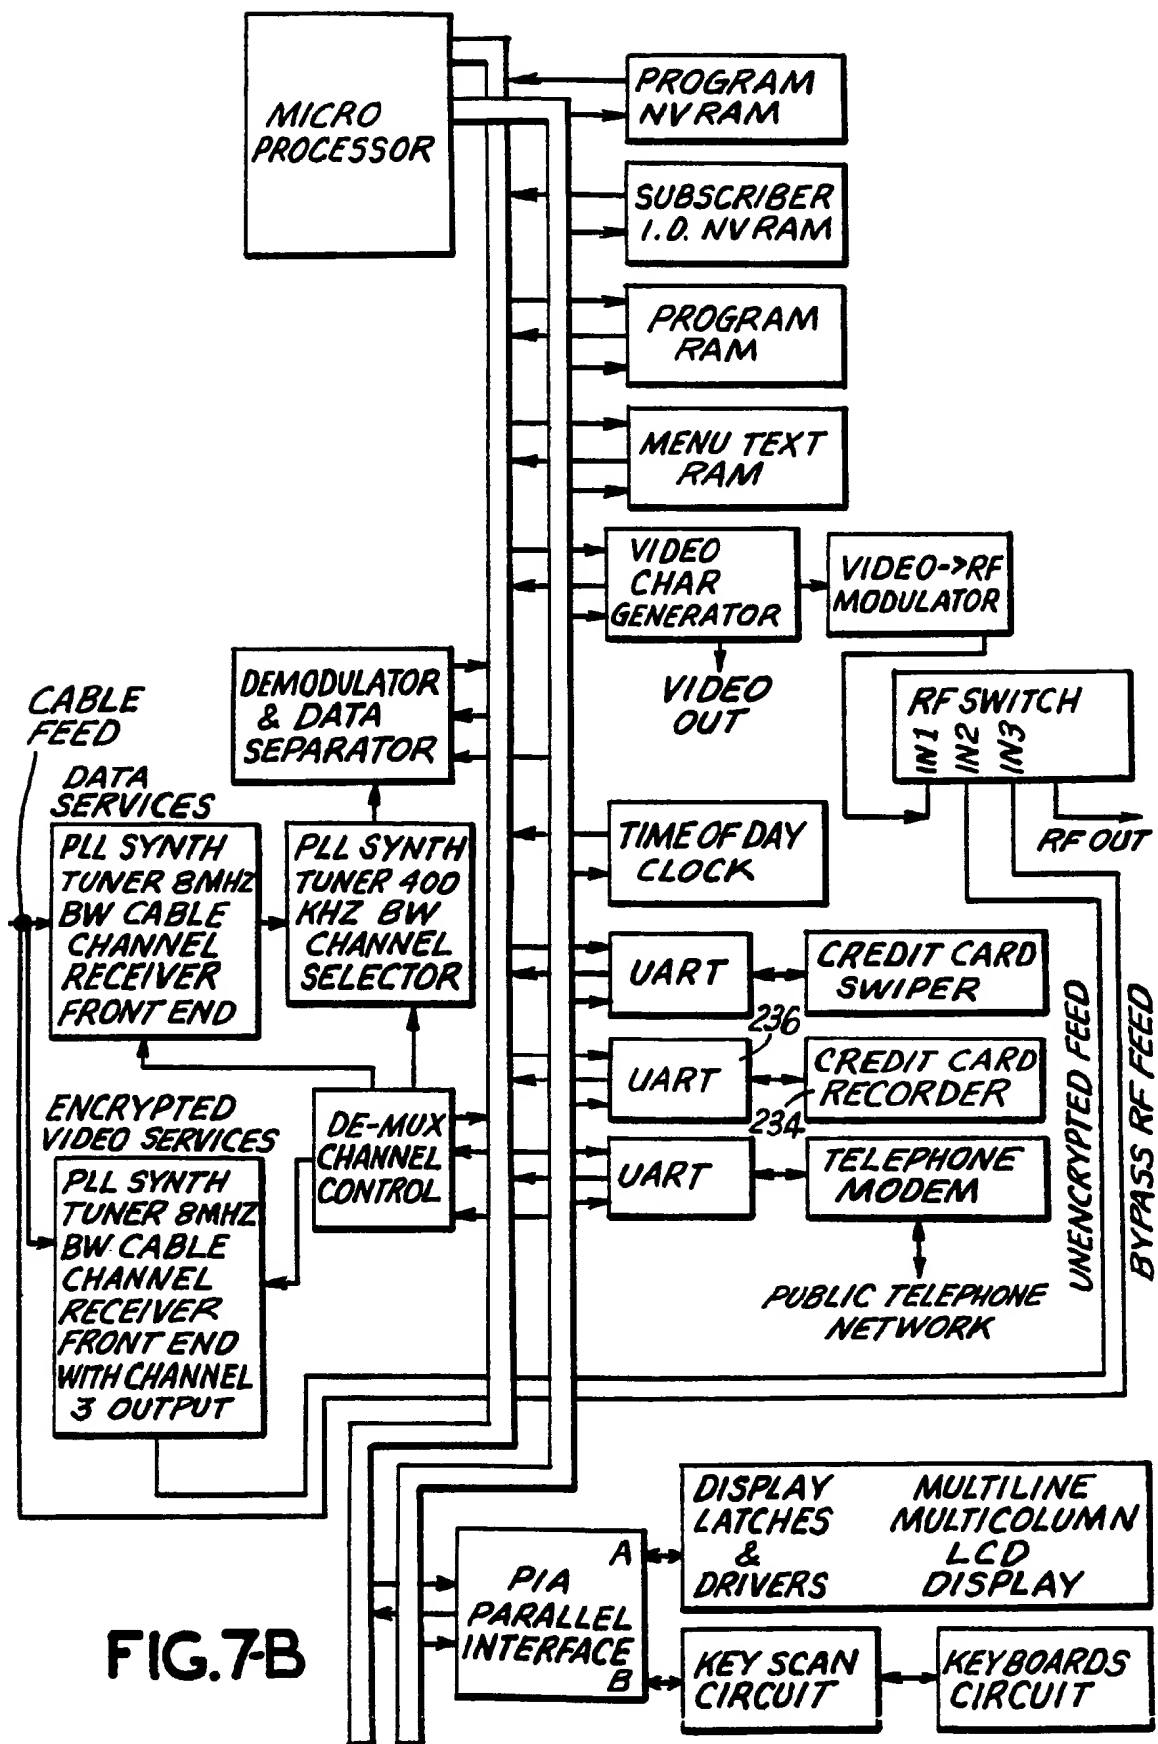 MICRO
PROCESSOR
PROGRAM
NVRAM
SUBSCRIBER
I.D. NVRAM
PROGRAM
RAM
MENU TEXT
RAM
VIDEO
CHAR
GENERATOR
VIDEO->RF
MODULATOR
VIDEO
OUT
RF SWITCH
IN1
IN2
IN3
RF OUT
DEMODULATOR
& DATA
SEPARATOR
CABLE
FEED
DATA
SERVICES
PLL SYNTH
TUNER 8MHZ
BW CABLE
CHANNEL
RECEIVER
FRONT END
PLL SYNTH
TUNER 400
KHZ BW
CHANNEL
SELECTOR
TIME OF DAY
CLOCK
UART
CREDIT CARD
SWIPER
236
UART
CREDIT CARD
RECORDER
234
UART
TELEPHONE
MODEM
PUBLIC TELEPHONE
NETWORK
UNENCRYPTED FEED
BYPASS RF FEED
ENCRYPTED
VIDEO SERVICES
DE-MUX
CHANNEL
CONTROL
PLL SYNTH
TUNER 8MHZ
BW CABLE
CHANNEL
RECEIVER
FRONT END
WITH CHANNEL
3 OUTPUT
A
PIA
PARALLEL
INTERFACE
B
DISPLAY
LATCHES
&
DRIVERS
MULTILINE
MULTICOLUMN
LCD
DISPLAY
KEY SCAN
CIRCUIT
KEYBOARDS
CIRCUIT
FIG.7-B